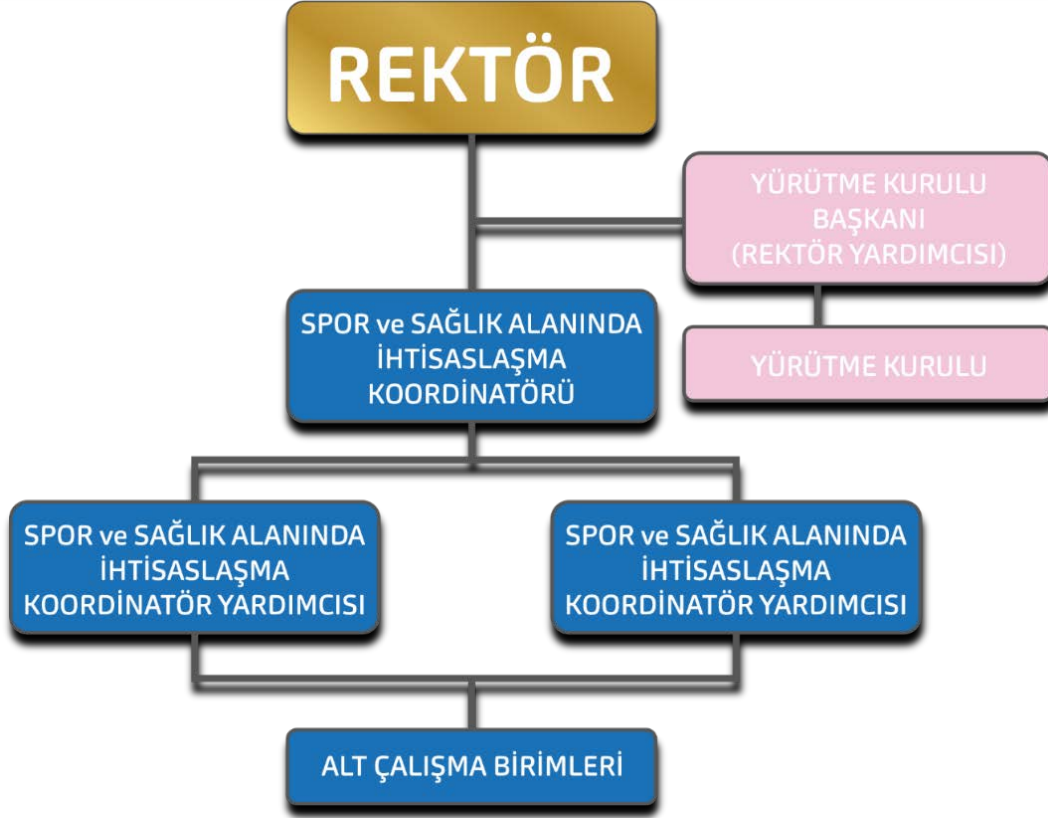 REKTÖR
YÜRÜTME KURULU
BAŞKANI
(REKTÖR YARDIMCISI)
YÜRÜTME KURULU
SPOR ve SAĞLIK ALANINDA
İHTİSASLAŞMA
KOORDİNATÖRÜ
SPOR ve SAĞLIK ALANINDA
İHTİSASLAŞMA
KOORDİNATÖR YARDIMCISI
SPOR ve SAĞLIK ALANINDA
İHTİSASLAŞMA
KOORDİNATÖR YARDIMCISI
ALT ÇALIŞMA BİRİMLERİ